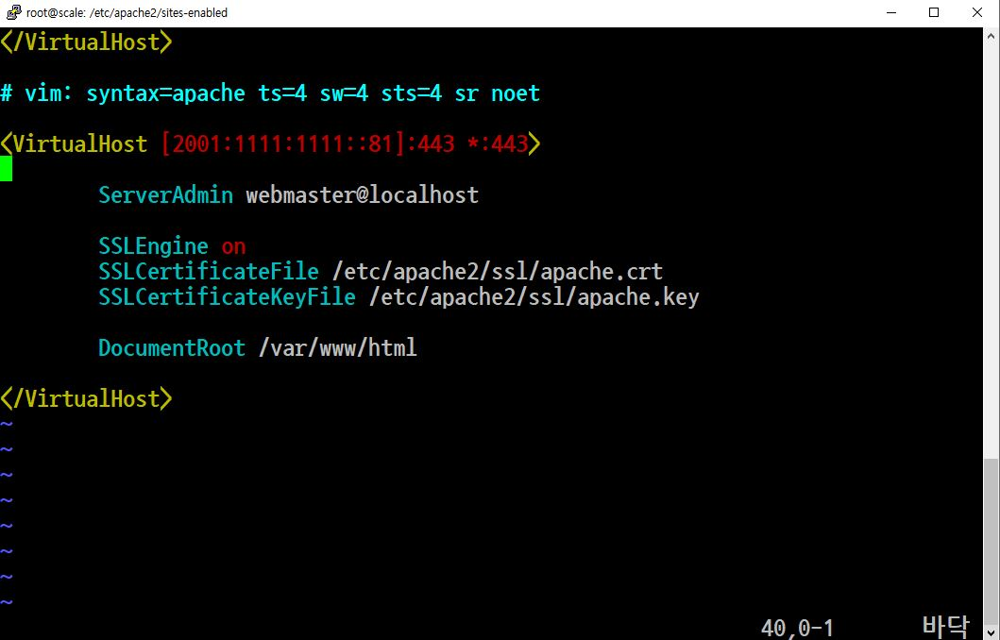 root@scale: /etc/apache2/sites-enabled
</VirtualHost>
# vim: syntax=apache ts=4 sw=4 sts=4 sr noet
<VirtualHost [2001:1111:1111::81]:443 *:443>
ServerAdmin webmaster@localhost
SSLEngine on
SSLCertificateFile /etc/apache2/ssl/apache.crt
SSLCertificateKeyFile /etc/apache2/ssl/apache.key
DocumentRoot /var/www/html
</VirtualHost>
~
~
~
~
~
~
~
~
40,0-1 바닥